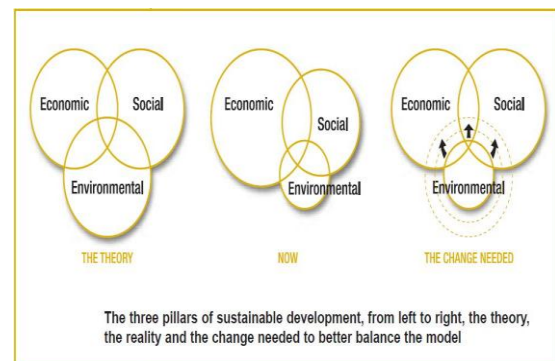 Economic Social
Environmental
THE THEORY
Economic
Social
Environmental
NOW
Economic Social
Environmental
THE CHANGE NEEDED
The three pillars of sustainable development, from left to right, the theory,
the reality and the change needed to better balance the model